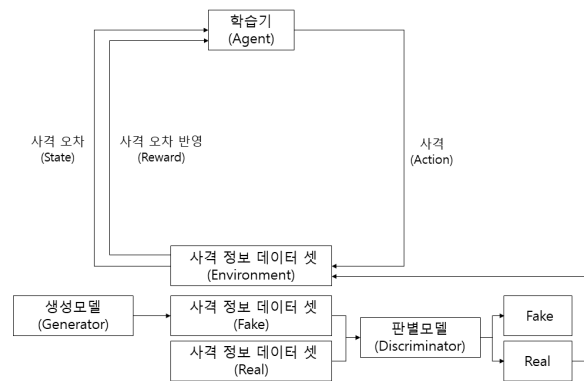 학습기
(Agent)
사격 오차
(State)
사격 오차 반영
(Reward)
사격
(Action)
사격 정보 데이터 셋
(Environment)
생성모델
(Generator)
사격 정보 데이터 셋
(Fake)
사격 정보 데이터 셋
(Real)
판별모델
(Discriminator)
Fake
Real